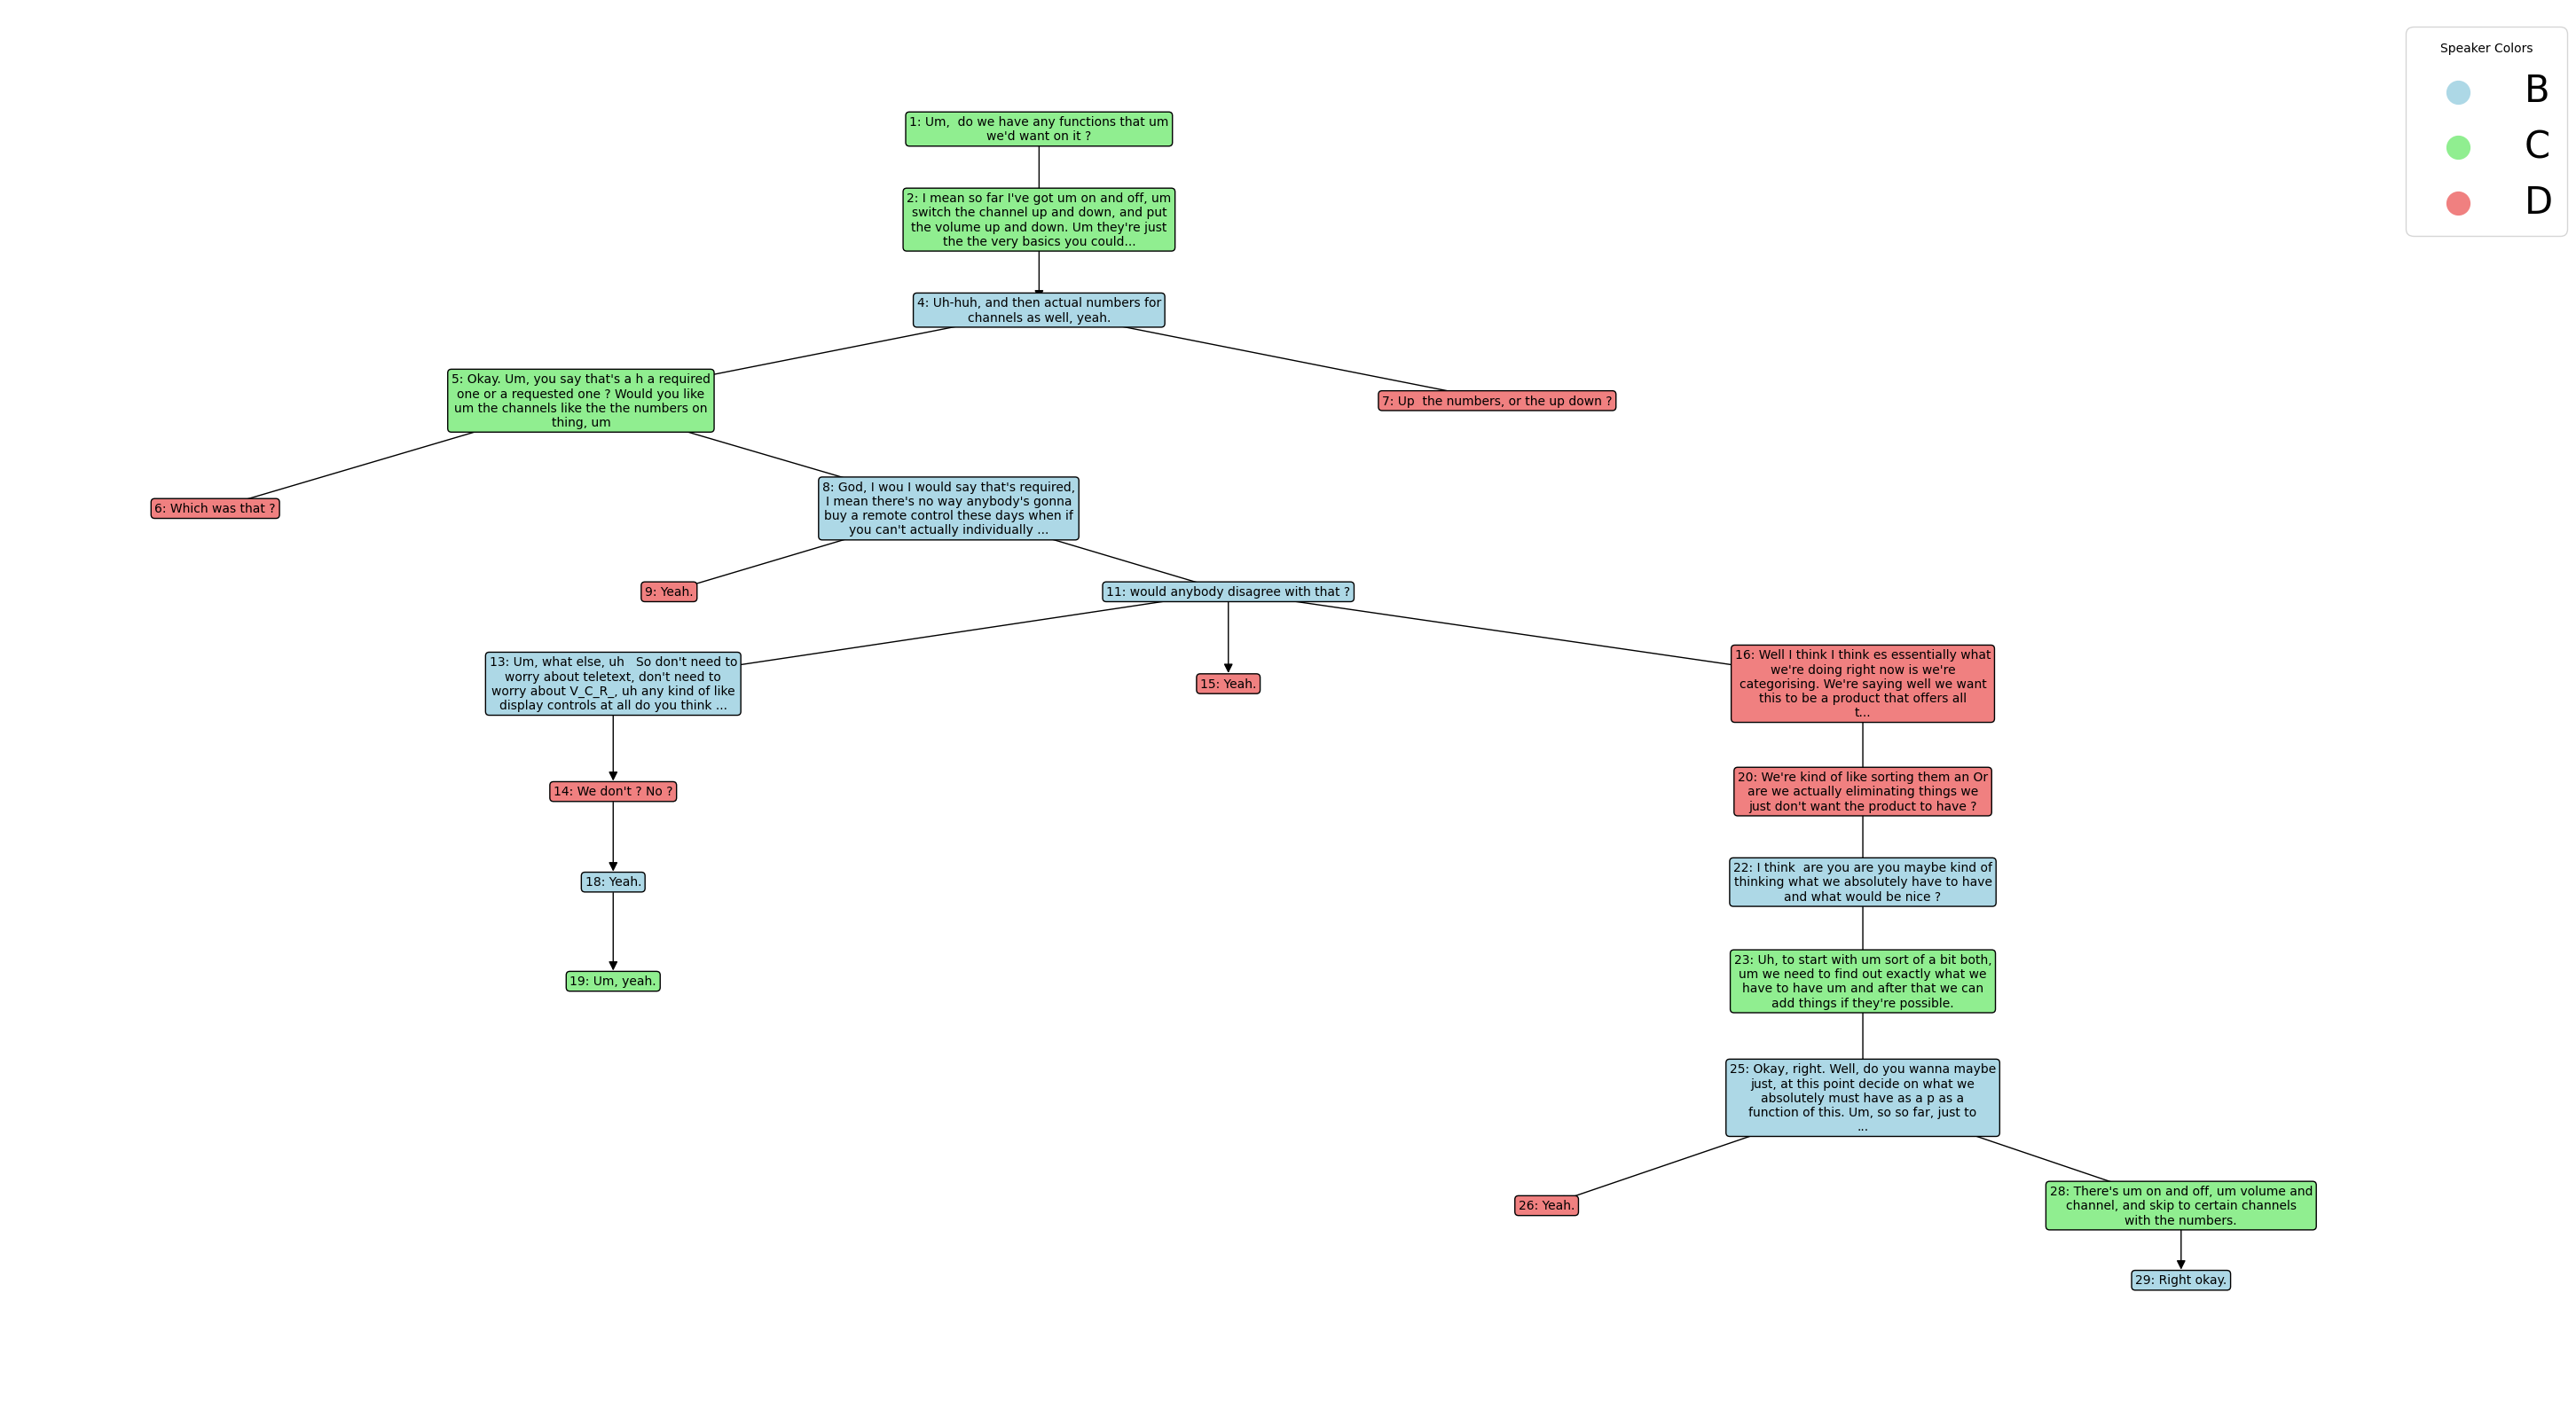 Speaker Colors
B
C
D
1: Um,  do we have any functions that um
we'd want on it ?
2: I mean so far I've got um on and off, um
switch the channel up and down, and put
the volume up and down. Um they're just
the the very basics you could...
4: Uh-huh, and then actual numbers for
channels as well, yeah.
5: Okay. Um, you say that's a h a required
one or a requested one ? Would you like
um the channels like the the numbers on
thing, um
7: Up  the numbers, or the up down ?
6: Which was that ?
8: God, I wou I would say that's required,
I mean there's no way anybody's gonna
buy a remote control these days when if
you can't actually individually ...
9: Yeah.
11: would anybody disagree with that ?
13: Um, what else, uh   So don't need to
worry about teletext, don't need to
worry about V_C_R_, uh any kind of like
display controls at all do you think ...
15: Yeah.
16: Well I think I think es essentially what
we're doing right now is we're
categorising. We're saying well we want
this to be a product that offers all
t...
14: We don't ? No ?
20: We're kind of like sorting them an Or
are we actually eliminating things we
just don't want the product to have ?
18: Yeah.
22: I think  are you are you maybe kind of
thinking what we absolutely have to have
and what would be nice ?
19: Um, yeah.
23: Uh, to start with um sort of a bit both,
um we need to find out exactly what we
have to have um and after that we can
add things if they're possible.
25: Okay, right. Well, do you wanna maybe
just, at this point decide on what we
absolutely must have as a p as a
function of this. Um, so so far, just to
...
26: Yeah.
28: There's um on and off, um volume and
channel, and skip to certain channels
with the numbers.
29: Right okay.